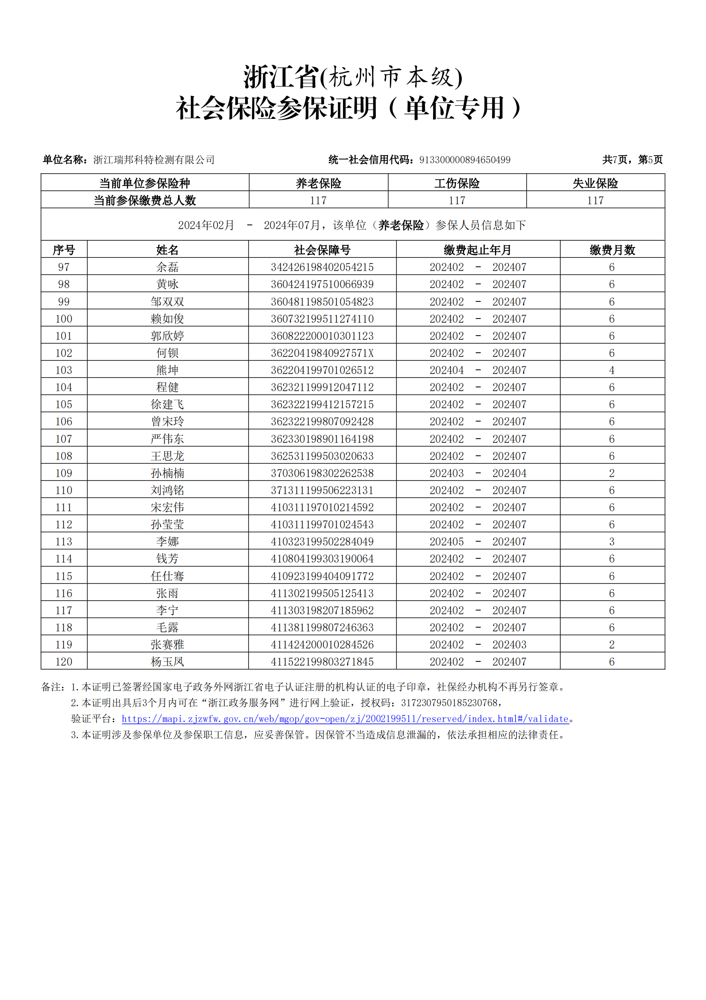 浙江省(杭州市本级)
社会保险参保证明（单位专用）
单位名称：浙江瑞邦科特检测有限公司 统一社会信用代码：913300000894650499 共7页，第5页
当前单位参保险种 养老保险 工伤保险 失业保险
当前参保缴费总人数 117 117 117
2024年02月 - 2024年07月，该单位（养老保险）参保人员信息如下
序号 姓名 社会保障号 缴费起止年月 缴费月数
97 余磊 342426198402054215 202402 - 202407 6
98 黄咏 360424197510066939 202402 - 202407 6
99 邹双双 360481198501054823 202402 - 202407 6
100 赖如俊 360732199511274110 202402 - 202407 6
101 郭欣婷 360822200010301123 202402 - 202407 6
102 何钡 36220419840927571X 202402 - 202407 6
103 熊坤 362204199701026512 202404 - 202407 4
104 程健 362321199912047112 202402 - 202407 6
105 徐建飞 362322199412157215 202402 - 202407 6
106 曾宋玲 362322199807092428 202402 - 202407 6
107 严伟东 362330198901164198 202402 - 202407 6
108 王思龙 362531199503020633 202402 - 202407 6
109 孙楠楠 370306198302262538 202403 - 202404 2
110 刘鸿铭 371311199506223131 202402 - 202407 6
111 宋宏伟 410311197010214592 202402 - 202407 6
112 孙莹莹 410311199701024543 202402 - 202407 6
113 李娜 410323199502284049 202405 - 202407 3
114 钱芳 410804199303190064 202402 - 202407 6
115 任仕骞 410923199404091772 202402 - 202407 6
116 张雨 411302199505125413 202402 - 202407 6
117 李宁 411303198207185962 202402 - 202407 6
118 毛露 411381199807246363 202402 - 202407 6
119 张赛雅 411424200010284526 202402 - 202403 2
120 杨玉凤 411522199803271845 202402 - 202407 6
备注：1.本证明已签署经国家电子政务外网浙江省电子认证注册的机构认证的电子印章，社保经办机构不再另行签章。
2.本证明出具后3个月内可在“浙江政务服务网”进行网上验证，授权码：3172307950185230768，
验证平台：https://mapi.zjzwfw.gov.cn/web/mgop/gov-open/zj/2002199511/reserved/index.html#/validate。
3.本证明涉及参保单位及参保职工信息，应妥善保管。因保管不当造成信息泄漏的，依法承担相应的法律责任。